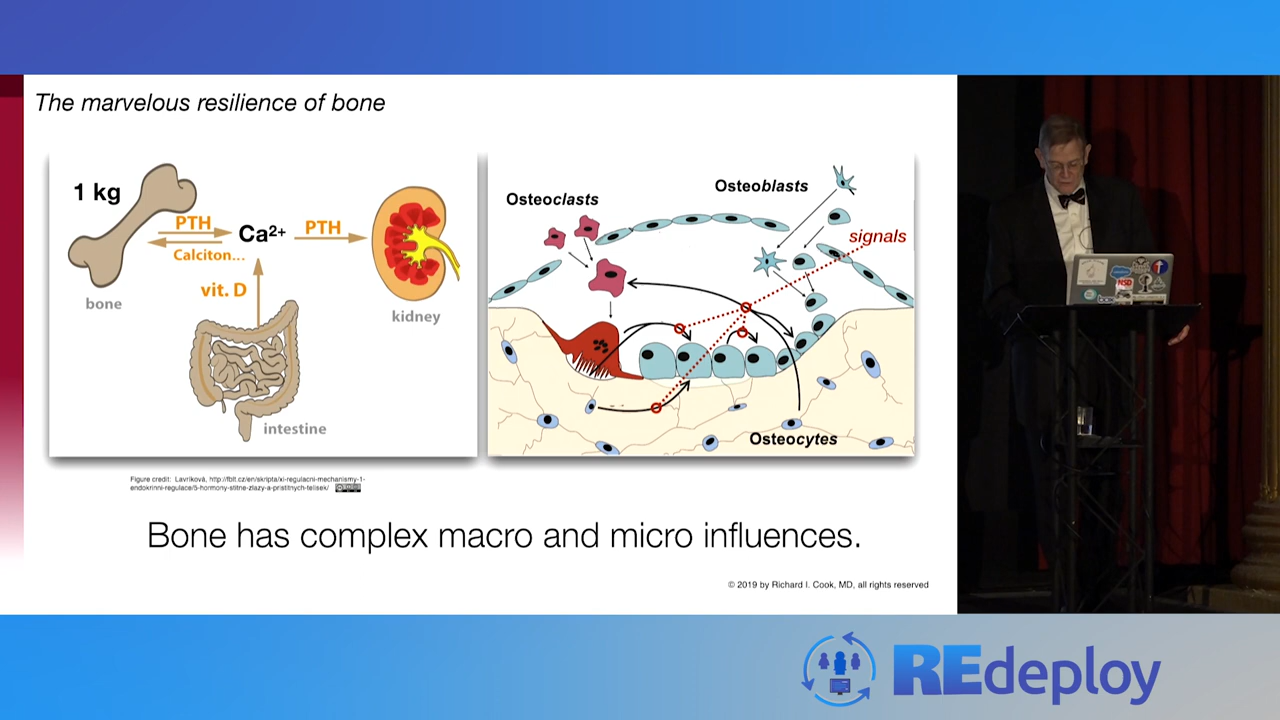 The marvelous resilience of bone
1 kg
PTH
Ca2+
PTH
Calciton...
vit. D
bone
kidney
intestine
Osteoclasts
Osteoblasts
signals
Osteocytes
Figure credit: Lavríková, http://fblt.cz/en/skripta/xi-regulacni-mechanismy-1-
endokrinni-regulace/5-hormony-stitne-zlazy-a-pristitnych-telisek/
Bone has complex macro and micro influences.
© 2019 by Richard I. Cook, MD, all rights reserved
REdeploy